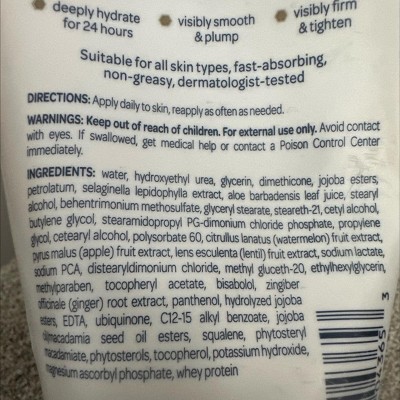 deeply hydrate
for 24 hours
visibly smooth
& plump
visibly firm
& tighten
Suitable for all skin types, fast-absorbing,
non-greasy, dermatologist-tested
DIRECTIONS: Apply daily to skin, reapply as often as needed.
WARNINGS: Keep out of reach of children. For external use only. Avoid contact
with eyes. If swallowed, get medical help or contact a Poison Control Center
immediately.
INGREDIENTS: water, hydroxyethyl urea, glycerin, dimethicone, jojoba esters,
petrolatum, selaginella lepidophylla extract, aloe barbadensis leaf juice, stearyl
alcohol, behentrimonium methosulfate, glyceryl stearate, steareth-21, cetyl alcohol,
butylene glycol, stearamidopropyl PG-dimonium chloride phosphate, propylene
glycol, cetearyl alcohol, polysorbate 60, citrullus lanatus (watermelon) fruit extract,
pyrus malus (apple) fruit extract, lens esculenta (lentil) fruit extract, sodium lactate,
sodium PCA, distearyldimonium chloride, methyl gluceth-20, ethylhexylglycerin,
methylparaben, tocopheryl acetate, bisabolol, zingiber
officinale (ginger) root extract, panthenol, hydrolyzed jojoba
esters, EDTA, ubiquinone, C12-15 alkyl benzoate, jojoba
macadamia seed oil esters, squalene, phytosteryl
macadamiate, phytosterols, tocopherol, potassium hydroxide,
magnesium ascorbyl phosphate, whey protein
3